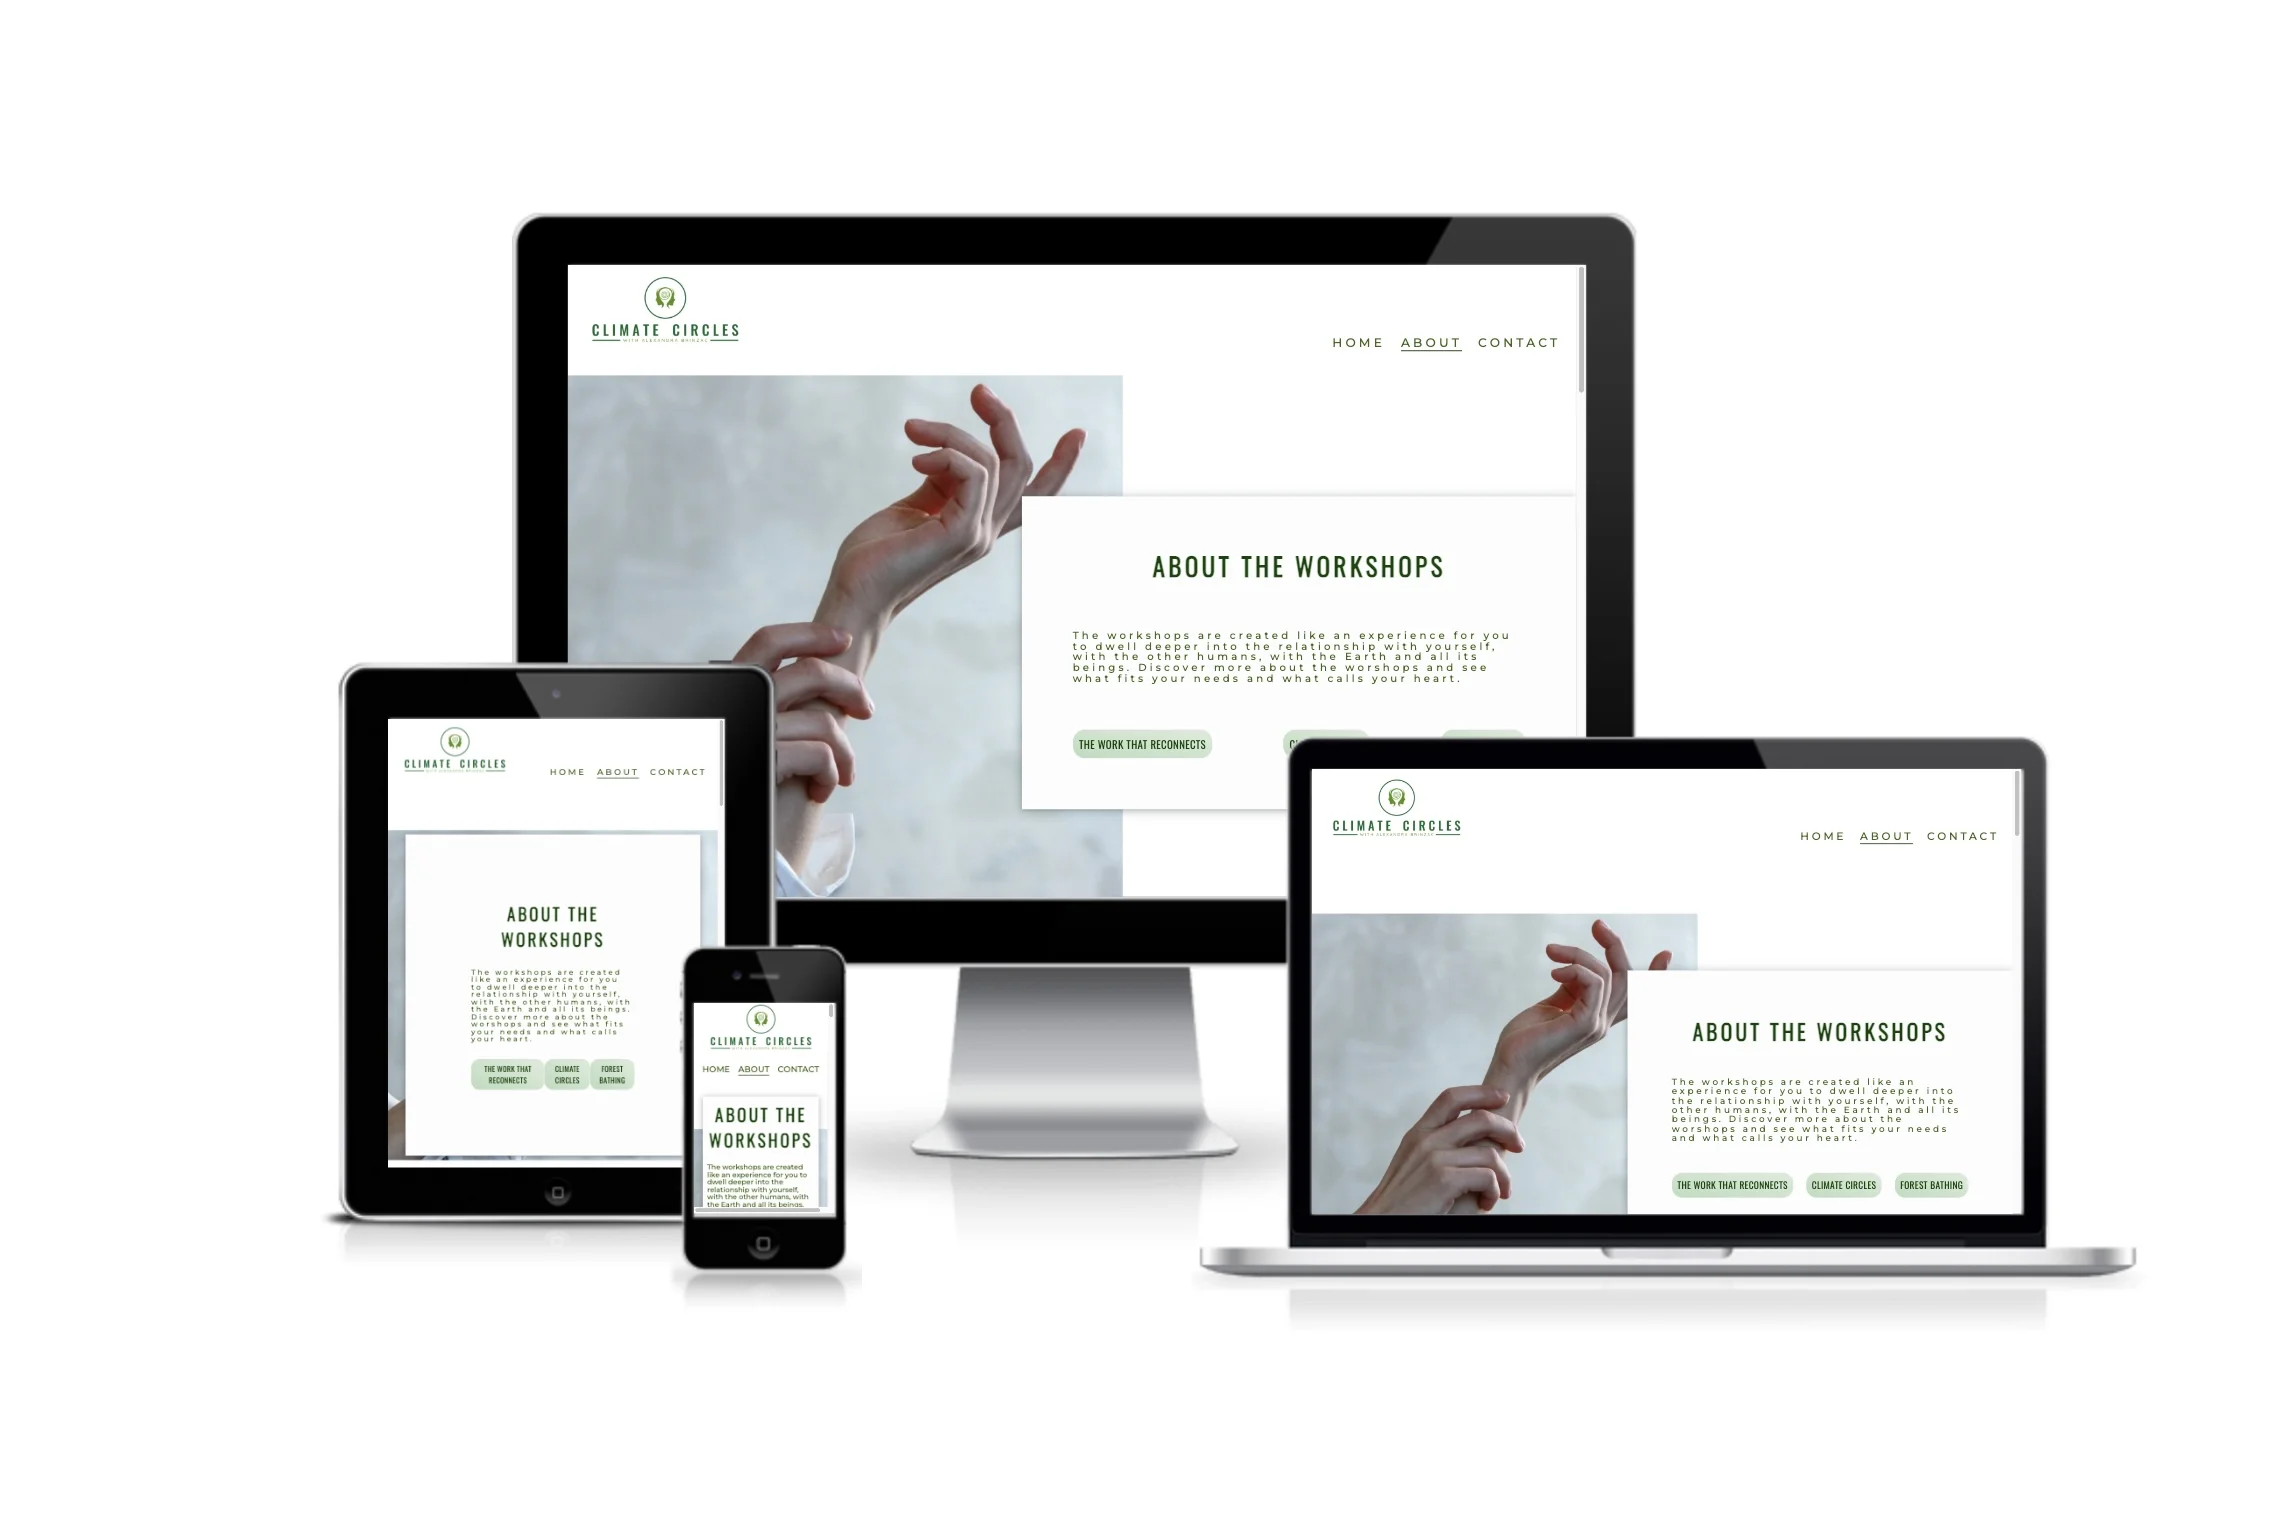 CLIMATE CIRCLES
WITH ALEXANDRA BRINZAC
HOME ABOUT CONTACT
ABOUT THE WORKSHOPS
The workshops are created like an experience for you
to dwell deeper into the relationship with yourself,
with the other humans, with the Earth and all its
beings. Discover more about the worshops and see
what fits your needs and what calls your heart.
THE WORK THAT RECONNECTS
CLIMATE CIRCLES
HOME ABOUT CONTACT
ABOUT THE
WORKSHOPS
The workshops are created
like an experience for you
to dwell deeper into the
relationship with yourself,
with the other humans, with
the Earth and all its beings.
Discover more about the
worshops and see what fits
your needs and what calls
your heart.
THE WORK THAT
RECONNECTS
CLIMATE
CIRCLES
FOREST
BATHING
CLIMATE CIRCLES
HOME ABOUT CONTACT
ABOUT THE
WORKSHOPS
The workshops are created
like an experience for you to
dwell deeper into the
relationship with yourself,
with the other humans, with
the Earth and all its beings.
CLIMATE CIRCLES
WITH ALEXANDRA BRINZAC
HOME ABOUT CONTACT
ABOUT THE WORKSHOPS
The workshops are created like an
experience for you to dwell deeper into
the relationship with yourself, with the
other humans, with the Earth and all its
beings. Discover more about the
worshops and see what fits your needs
and what calls your heart.
THE WORK THAT RECONNECTS CLIMATE CIRCLES FOREST BATHING